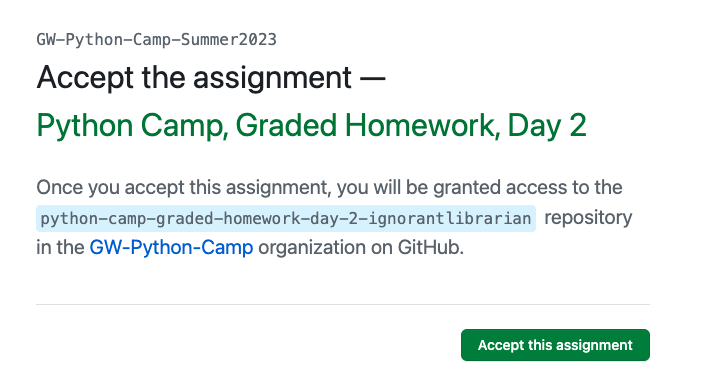 GW-Python-Camp-Summer2023
Accept the assignment —
Python Camp, Graded Homework, Day 2
Once you accept this assignment, you will be granted access to the
python-camp-graded-homework-day-2-ignorantlibrarian repository
in the GW-Python-Camp organization on GitHub.
Accept this assignment